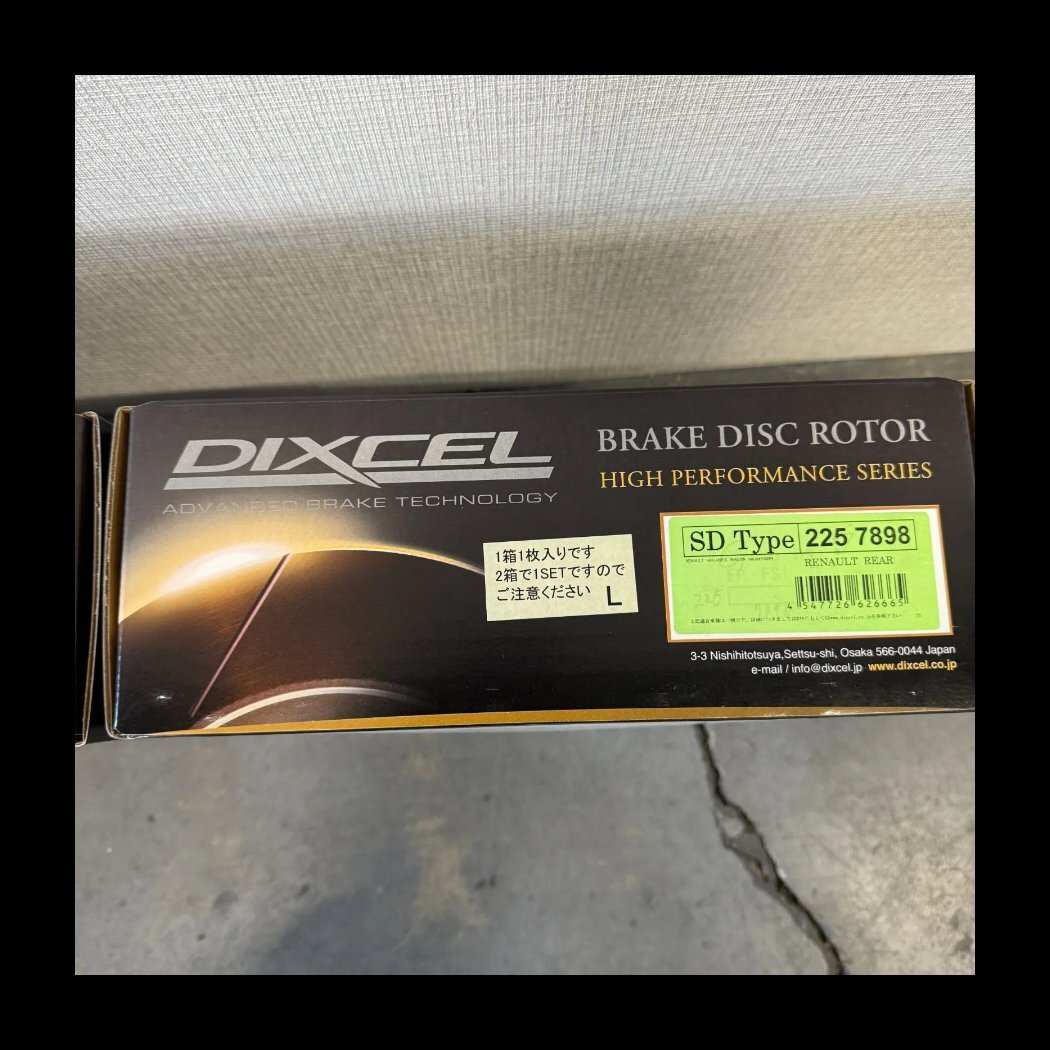 DIXCEL
ADVANCED BRAKE TECHNOLOGY
BRAKE DISC ROTOR
HIGH PERFORMANCE SERIES
1箱1枚入りです
2箱で1SETですので
ご注意ください L
SD Type 225 7898
RENAULT REAR
4 547726 626665
3-3 Nishihitotsuya,Settsu-shi, Osaka 566-0044 Japan
e-mail / info@dixcel.jp www.dixcel.co.jp